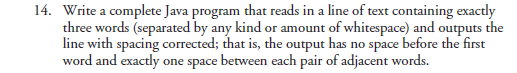 14. Write a complete Java program that reads in a line of text containing exactly
three words (separated by any kind or amount of whitespace) and outputs the
line with spacing corrected; that is, the output has no space before the first
word and exactly one space between each pair of adjacent words.